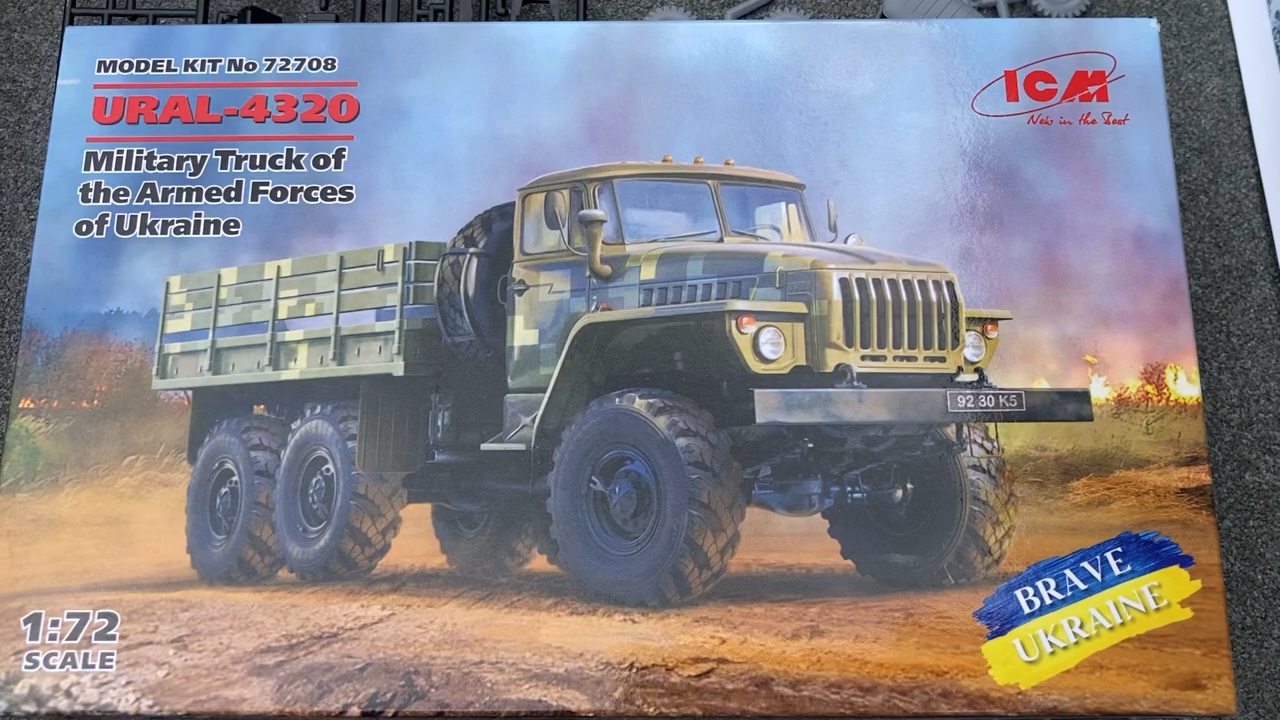 MODEL KIT No 72708
URAL-4320
Military Truck of
the Armed Forces
of Ukraine
ICM
New in the Best
92 30 K5
1:72
SCALE
BRAVE
UKRAINE